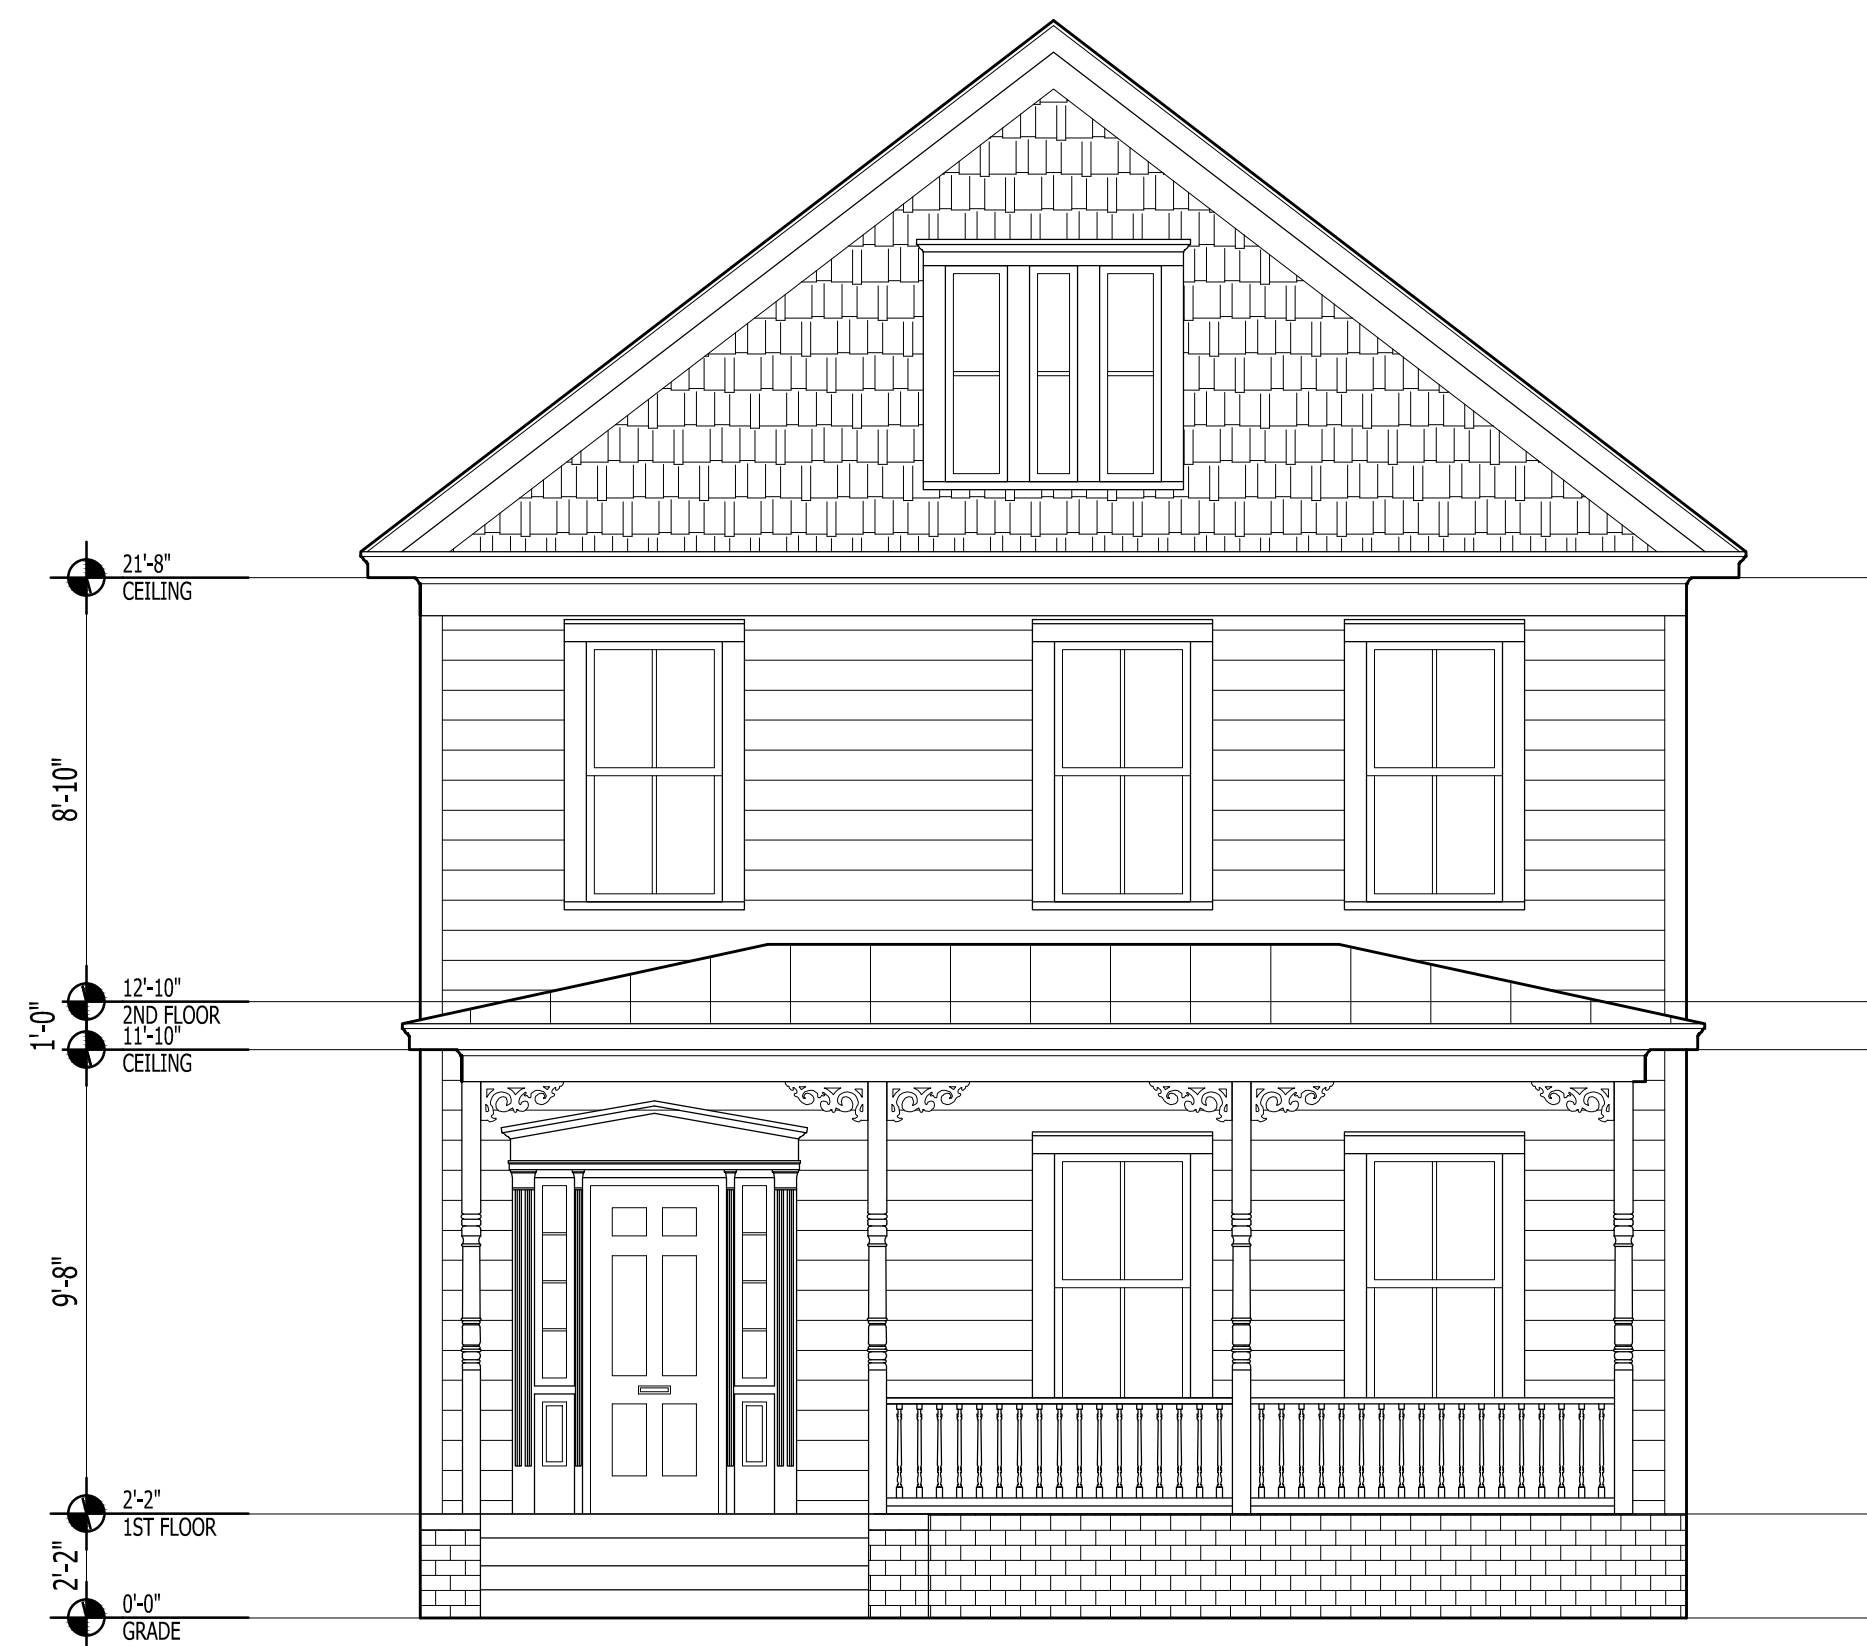 21'-8"
CEILING
8'-10"
12'-10"
2ND FLOOR
1'-0"
11'-10"
CEILING
9'-8"
2'-2"
1ST FLOOR
2'-2"
0'-0"
GRADE